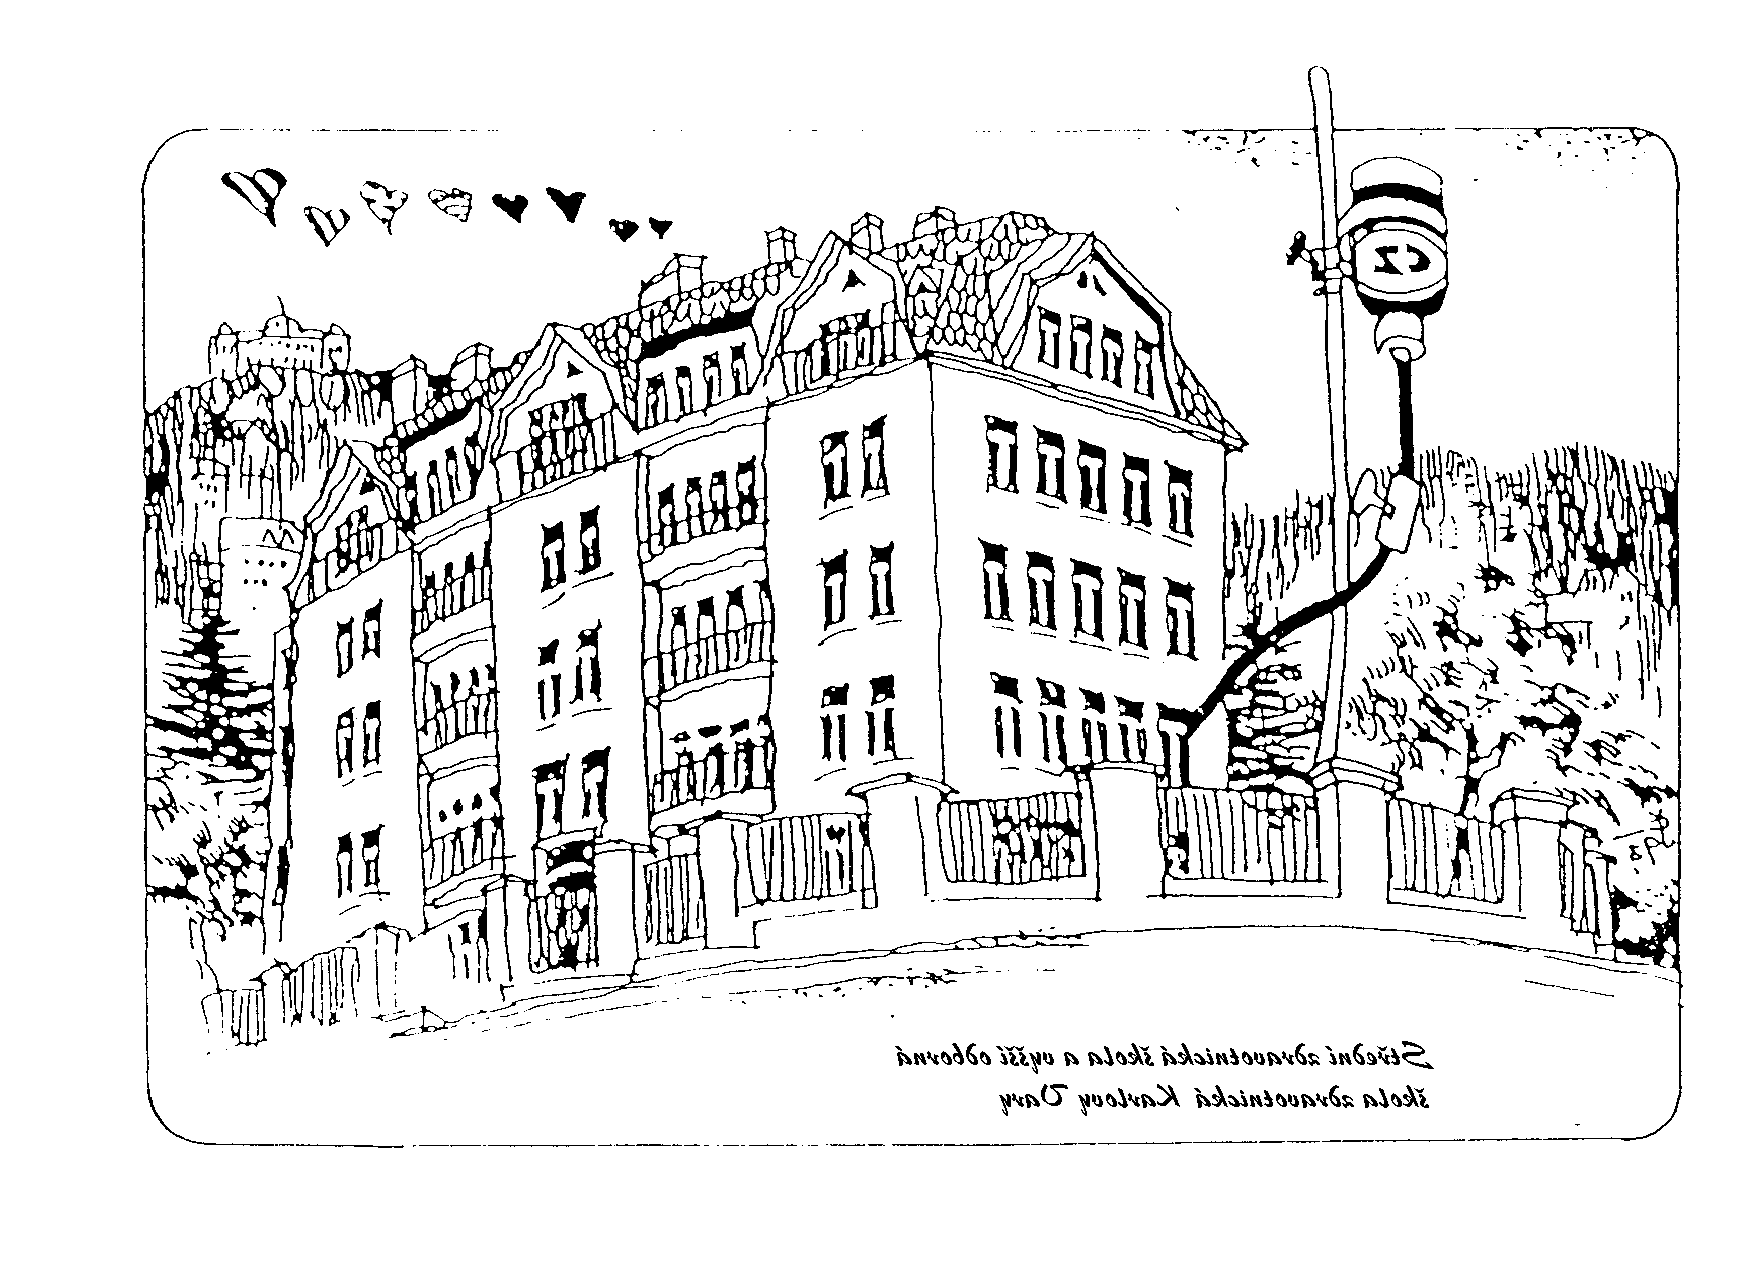 CZ
Střední zdravotnická škola a vyšší odborná
škola zdravotnická Karlovy Vary